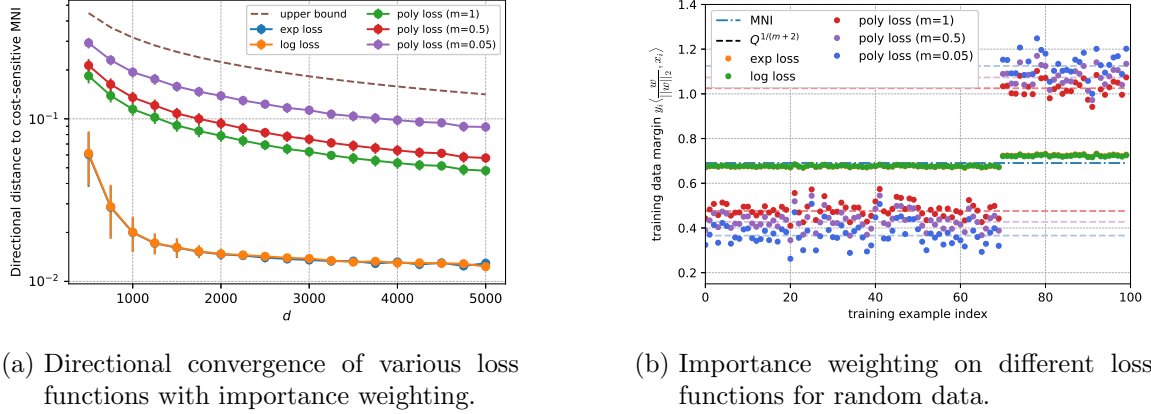 Directional distance to cost-sensitive MNI
10⁻¹
10⁻²
upper bound
exp loss
log loss
poly loss (m=1)
poly loss (m=0.5)
poly loss (m=0.05)
1000 2000 3000 4000 5000
d
(a) Directional convergence of various loss
functions with importance weighting.
training data margin y_i⟨w/||w||_2, x_i⟩
1.4
1.2
1.0
0.8
0.6
0.4
0.2
MNI
Q^{1/(m+2)}
exp loss
log loss
poly loss (m=1)
poly loss (m=0.5)
poly loss (m=0.05)
0 20 40 60 80 100
training example index
(b) Importance weighting on different loss
functions for random data.